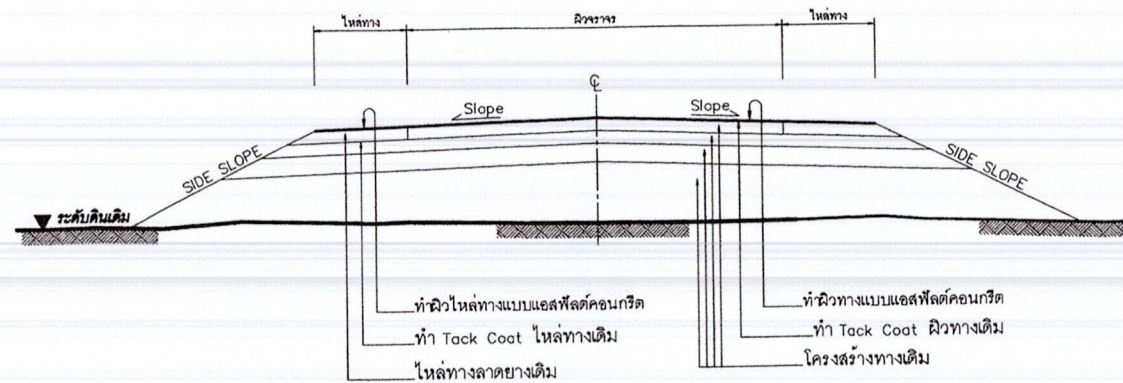 ไหล่ทาง
ผิวจราจร
ไหล่ทาง
℄
Slope
Slope
SIDE SLOPE
SIDE SLOPE
ระดับดินเดิม
ทำผิวไหล่ทางแบบแอสฟัลต์คอนกรีต
ทำ Tack Coat ไหล่ทางเดิม
ไหล่ทางลาดยางเดิม
ทำผิวทางแบบแอสฟัลต์คอนกรีต
ทำ Tack Coat ผิวทางเดิม
โครงสร้างทางเดิม